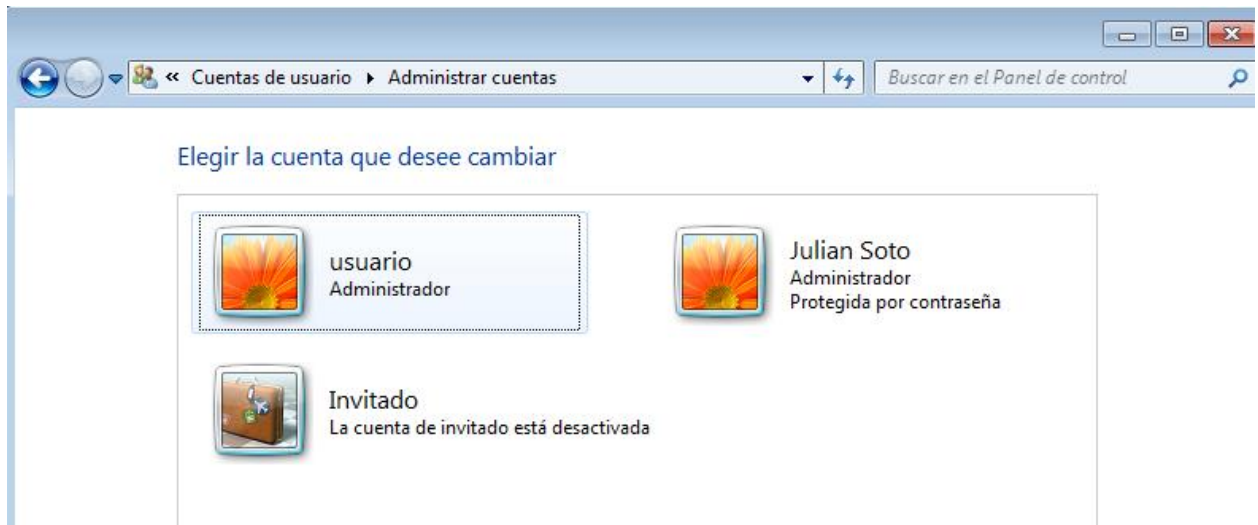 « Cuentas de usuario ▸ Administrar cuentas
Buscar en el Panel de control
Elegir la cuenta que desee cambiar
usuario
Administrador
Julian Soto
Administrador
Protegida por contraseña
Invitado
La cuenta de invitado está desactivada